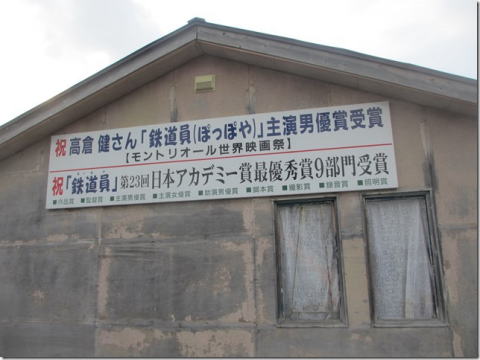 祝 高倉 健さん「鉄道員(ぽっぽや)」主演男優賞受賞
【モントリオール世界映画祭】
祝「鉄道員」第23回日本アカデミー賞最優秀賞9部門受賞
■作品賞 ■監督賞 ■主演男優賞 ■主演女優賞 ■助演男優賞 ■脚本賞 ■撮影賞 ■録音賞 ■照明賞